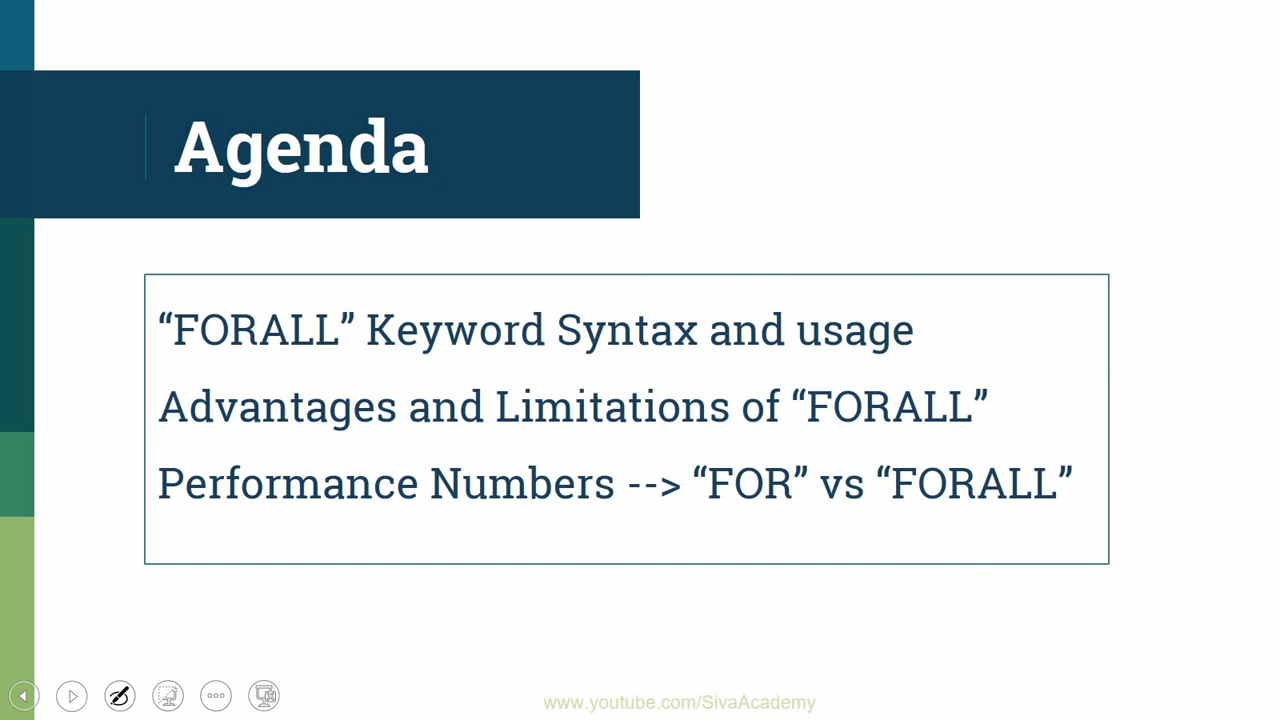 Agenda
“FORALL” Keyword Syntax and usage
Advantages and Limitations of “FORALL”
Performance Numbers --> “FOR” vs “FORALL”
www.youtube.com/SivaAcademy